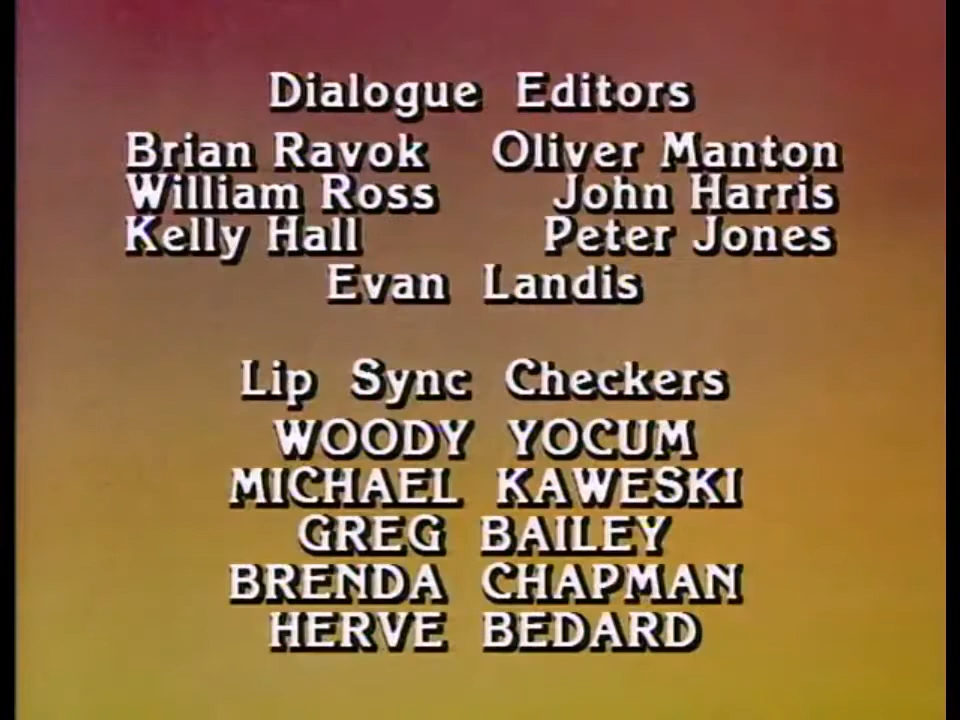 Dialogue Editors
Brian Ravok Oliver Manton
William Ross John Harris
Kelly Hall Peter Jones
Evan Landis
Lip Sync Checkers
WOODY YOCUM
MICHAEL KAWESKI
GREG BAILEY
BRENDA CHAPMAN
HERVE BEDARD